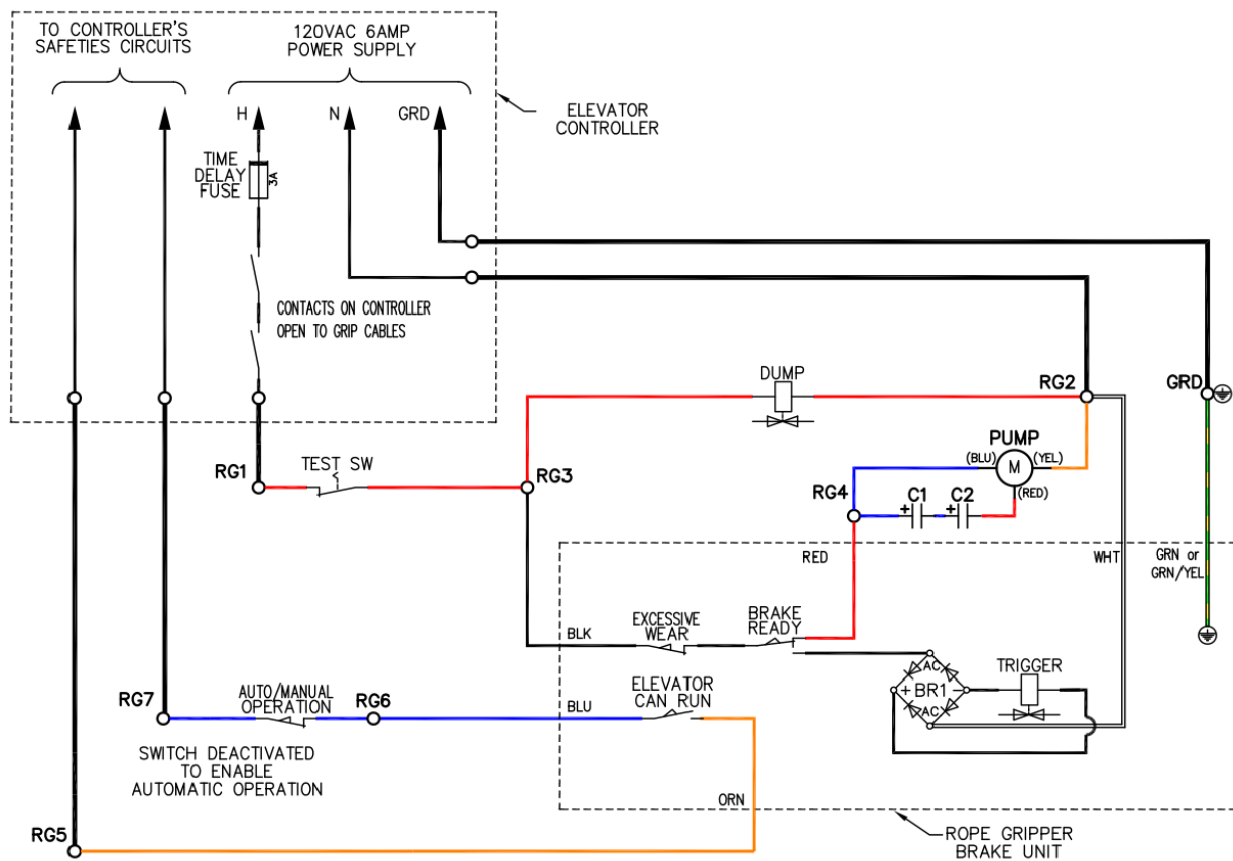 TO CONTROLLER'S
SAFETIES CIRCUITS
120VAC 6AMP
POWER SUPPLY
H
N
GRD
ELEVATOR
CONTROLLER
TIME
DELAY
FUSE
3A
CONTACTS ON CONTROLLER
OPEN TO GRIP CABLES
DUMP
RG2
GRD
PUMP
(BLU)
M
(YEL)
(RED)
RG1
TEST SW
RG3
RG4
+
C1
+
C2
RED
WHT
GRN or
GRN/YEL
BLK
EXCESSIVE
WEAR
BRAKE
READY
AC
+ BR1 -
AC
TRIGGER
RG7
AUTO/MANUAL
OPERATION
RG6
BLU
ELEVATOR
CAN RUN
SWITCH DEACTIVATED
TO ENABLE
AUTOMATIC OPERATION
ORN
RG5
ROPE GRIPPER
BRAKE UNIT